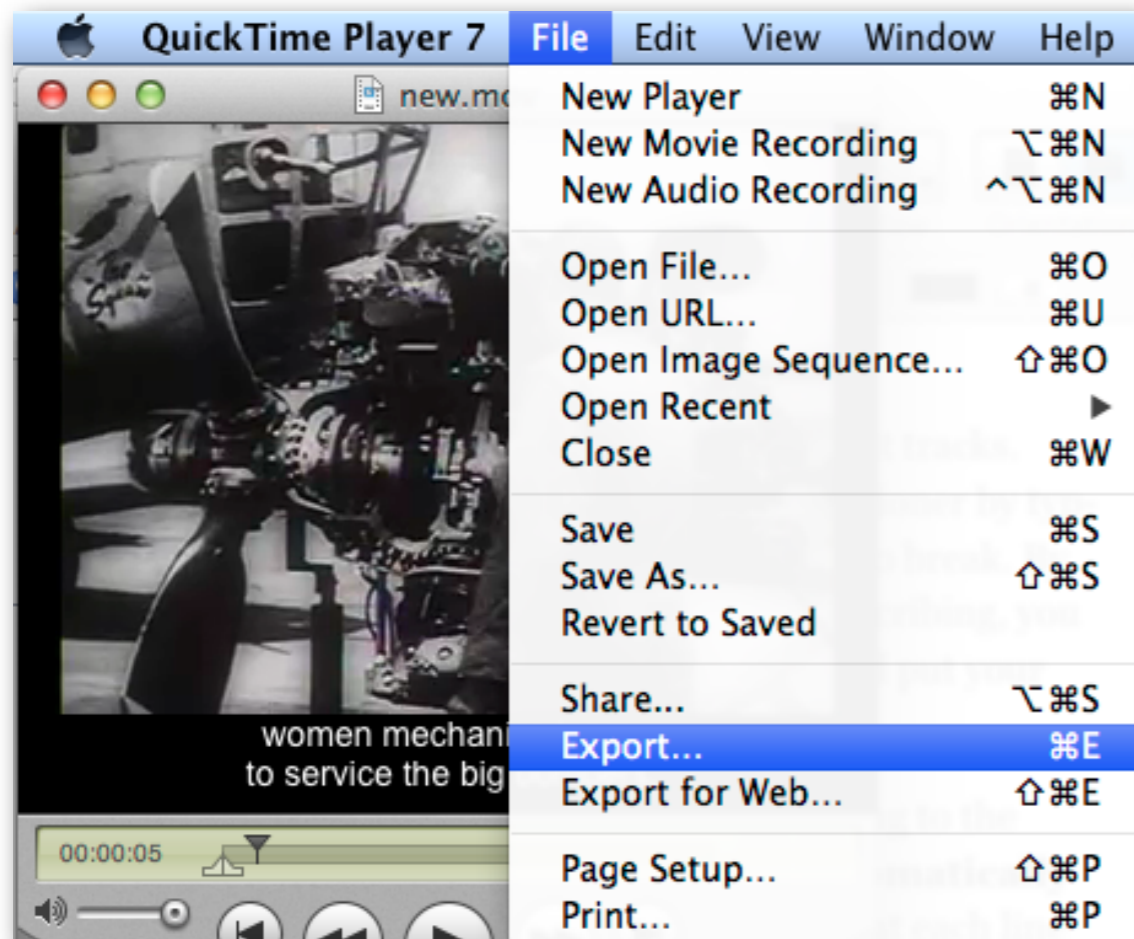 QuickTime Player 7 File Edit View Window Help
new.mo
New Player ⌘N
New Movie Recording ⌥⌘N
New Audio Recording ^⌥⌘N
Open File... ⌘O
Open URL... ⌘U
Open Image Sequence... ⇧⌘O
Open Recent ▶
Close ⌘W
Save ⌘S
Save As... ⇧⌘S
Revert to Saved
Share... ⌥⌘S
Export... ⌘E
Export for Web... ⇧⌘E
Page Setup... ⇧⌘P
Print... ⌘P
women mechani
to service the big
00:00:05